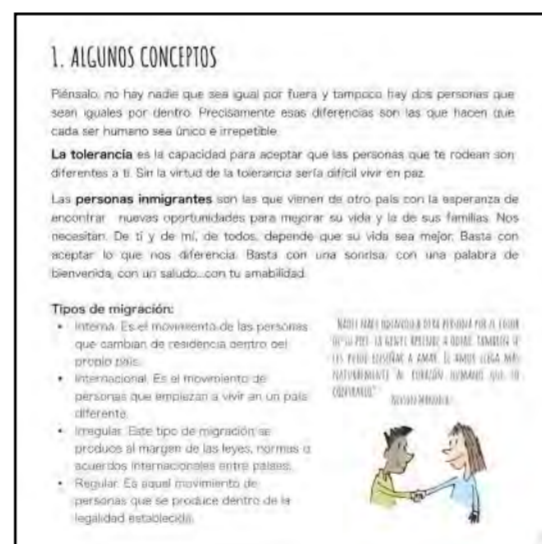 1. ALGUNOS CONCEPTOS
Piénsalo, no hay nadie que sea igual por fuera y tampoco hay dos personas que
sean iguales por dentro. Precisamente esas diferencias son las que hacen que
cada ser humano sea único e irrepetible.
La tolerancia es la capacidad para aceptar que las personas que te rodean son
diferentes a ti. Sin la virtud de la tolerancia sería difícil vivir en paz.
Las personas inmigrantes son las que vienen de otro país con la esperanza de
encontrar nuevas oportunidades para mejorar su vida y la de sus familias. Nos
necesitan. De ti y de mí, de todos, depende que su vida sea mejor. Basta con
aceptar lo que nos diferencia. Basta con una sonrisa, con una palabra de
bienvenida, con un saludo...con tu amabilidad.
Tipos de migración:
• Interna. Es el movimiento de las personas
que cambian de residencia dentro del
propio país.
• Internacional. Es el movimiento de
personas que empiezan a vivir en un país
diferente.
• Irregular. Este tipo de migración se
produce al margen de las leyes, normas o
acuerdos internacionales entre países.
• Regular. Es aquel movimiento de
personas que se produce dentro de la
legalidad establecida.
NADIE NACE ODIANDO A OTRA PERSONA POR EL COLOR
DE SU PIEL. LA GENTE APRENDE A ODIAR. TAMBIÉN SE
LES PUEDE ENSEÑAR A AMAR. EL AMOR LLEGA MÁS
NATURALMENTE AL CORAZÓN HUMANO QUE LO
CONTRARIO."
NELSON MANDELA